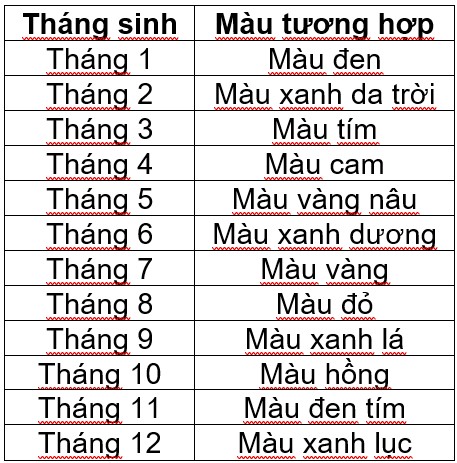 Tháng sinh Màu tương hợp
Tháng 1 Màu đen
Tháng 2 Màu xanh da trời
Tháng 3 Màu tím
Tháng 4 Màu cam
Tháng 5 Màu vàng nâu
Tháng 6 Màu xanh dương
Tháng 7 Màu vàng
Tháng 8 Màu đỏ
Tháng 9 Màu xanh lá
Tháng 10 Màu hồng
Tháng 11 Màu đen tím
Tháng 12 Màu xanh lục